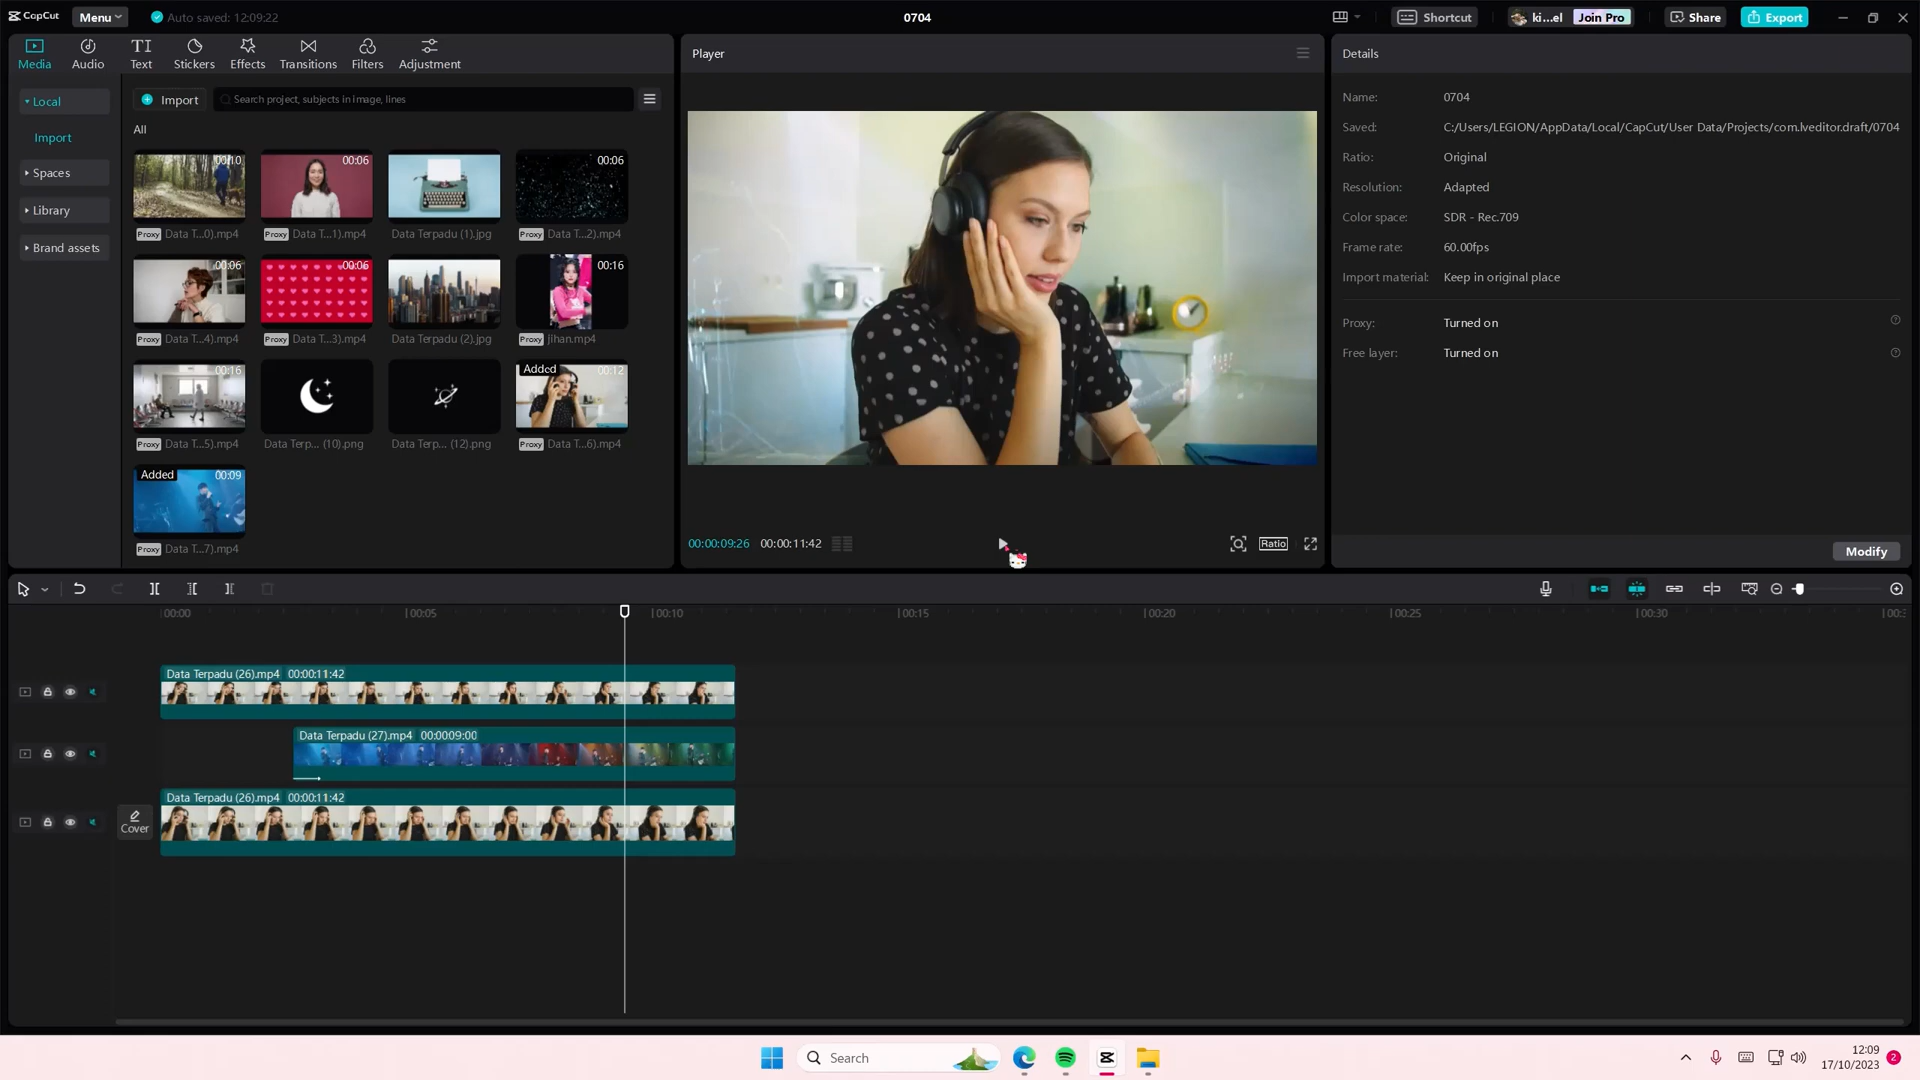 CapCut
Menu
Auto saved: 12:09:22
0704
Shortcut
ki...el
Join Pro
Share
Export
Media
Audio
Text
Stickers
Effects
Transitions
Filters
Adjustment
Player
Details
Local
Import
Spaces
Library
Brand assets
Import
Search project, subjects in image, lines
All
00:10
00:06
00:06
Proxy Data T...0).mp4
Proxy Data T...1).mp4
Data Terpadu (1).jpg
Proxy Data T...2).mp4
00:06
00:06
00:16
Proxy Data T...4).mp4
Proxy Data T...3).mp4
Data Terpadu (2).jpg
Proxy jihan.mp4
00:16
Added
00:12
Proxy Data T...5).mp4
Data Terp... (10).png
Data Terp... (12).png
Proxy Data T...6).mp4
Added
00:09
Proxy Data T...7).mp4
00:00:09:26
00:00:11:42
Ratio
Name: 0704
Saved: C:/Users/LEGION/AppData/Local/CapCut/User Data/Projects/com.lveditor.draft/0704
Ratio: Original
Resolution: Adapted
Color space: SDR - Rec.709
Frame rate: 60.00fps
Import material: Keep in original place
Proxy: Turned on
Free layer: Turned on
Modify
00:00
00:05
00:10
00:15
00:20
00:25
00:30
Data Terpadu (26).mp4 00:00:11:42
Data Terpadu (27).mp4 00:00:09:00
Cover
Data Terpadu (26).mp4 00:00:11:42
Search
12:09
17/10/2023
2